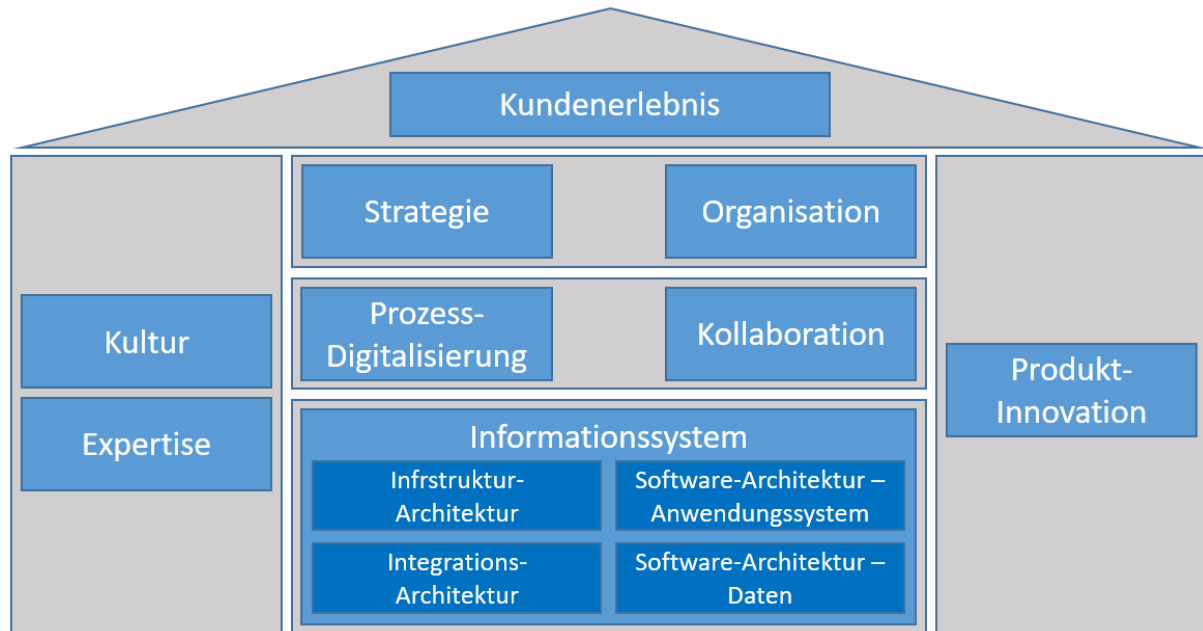 Kundenerlebnis
Strategie
Organisation
Kultur
Expertise
Prozess-
Digitalisierung
Kollaboration
Produkt-
Innovation
Informationssystem
Infrstruktur-
Architektur
Software-Architektur –
Anwendungssystem
Integrations-
Architektur
Software-Architektur –
Daten